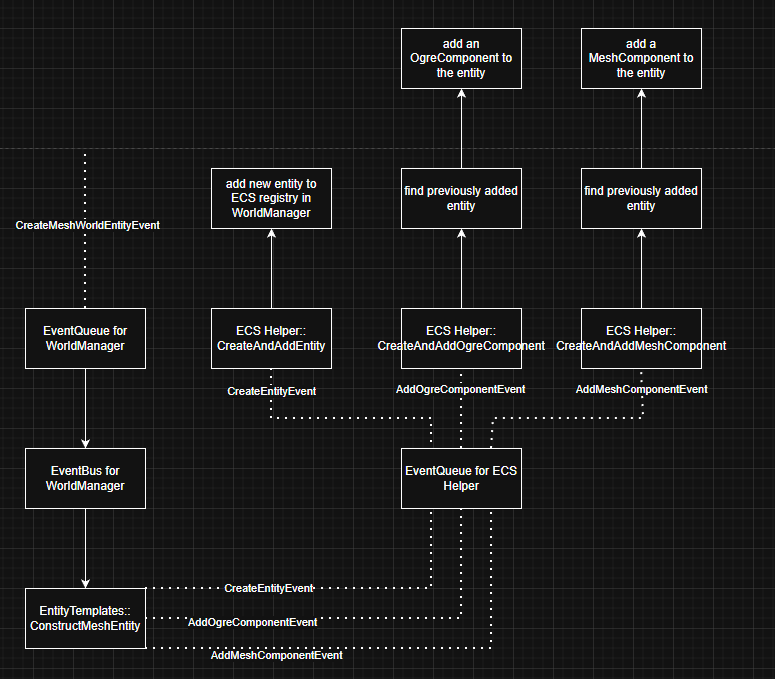 add an
OgreComponent to
the entity
add a
MeshComponent to
the entity
add new entity to
ECS registry in
WorldManager
find previously added
entity
find previously added
entity
CreateMeshWorldEntityEvent
EventQueue for
WorldManager
ECS Helper::
CreateAndAddEntity
ECS Helper::
CreateAndAddOgreComponent
ECS Helper::
CreateAndAddMeshComponent
CreateEntityEvent
AddOgreComponentEvent
AddMeshComponentEvent
EventBus for
WorldManager
EventQueue for ECS
Helper
EntityTemplates::
ConstructMeshEntity
CreateEntityEvent
AddOgreComponentEvent
AddMeshComponentEvent